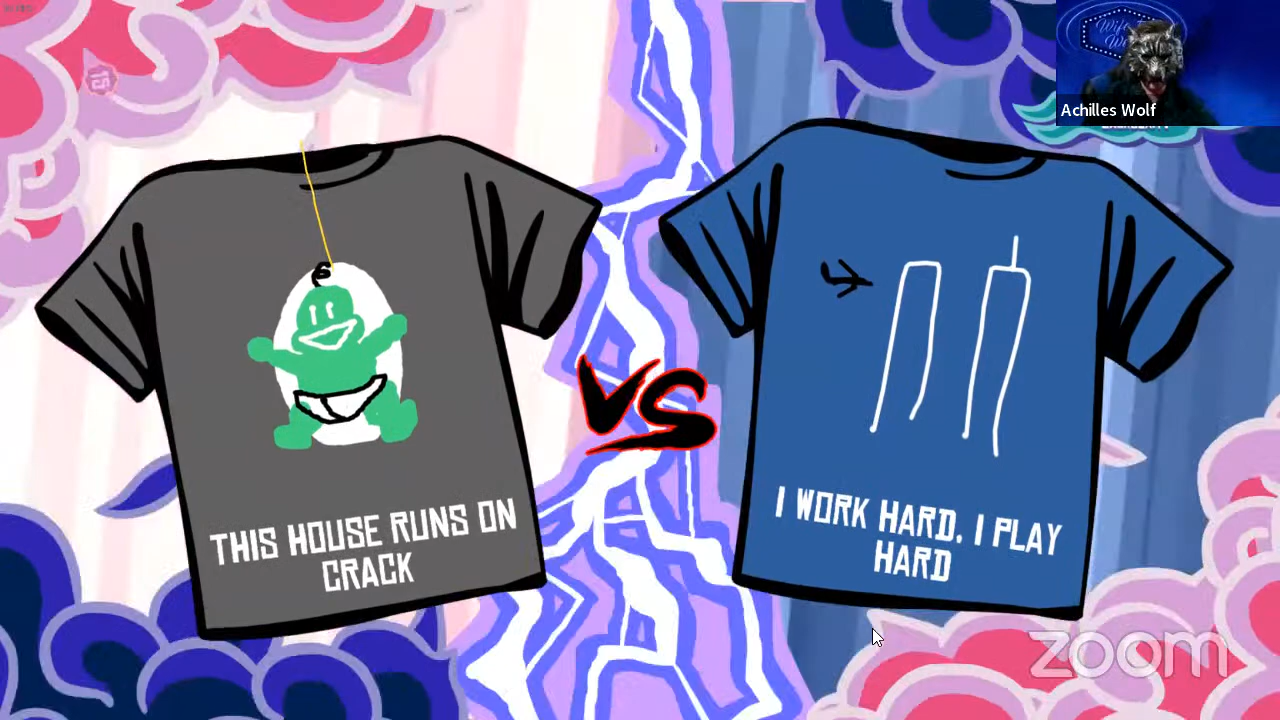 Achilles Wolf
THIS HOUSE RUNS ON
CRACK
VS
I WORK HARD, I PLAY
HARD
zoom